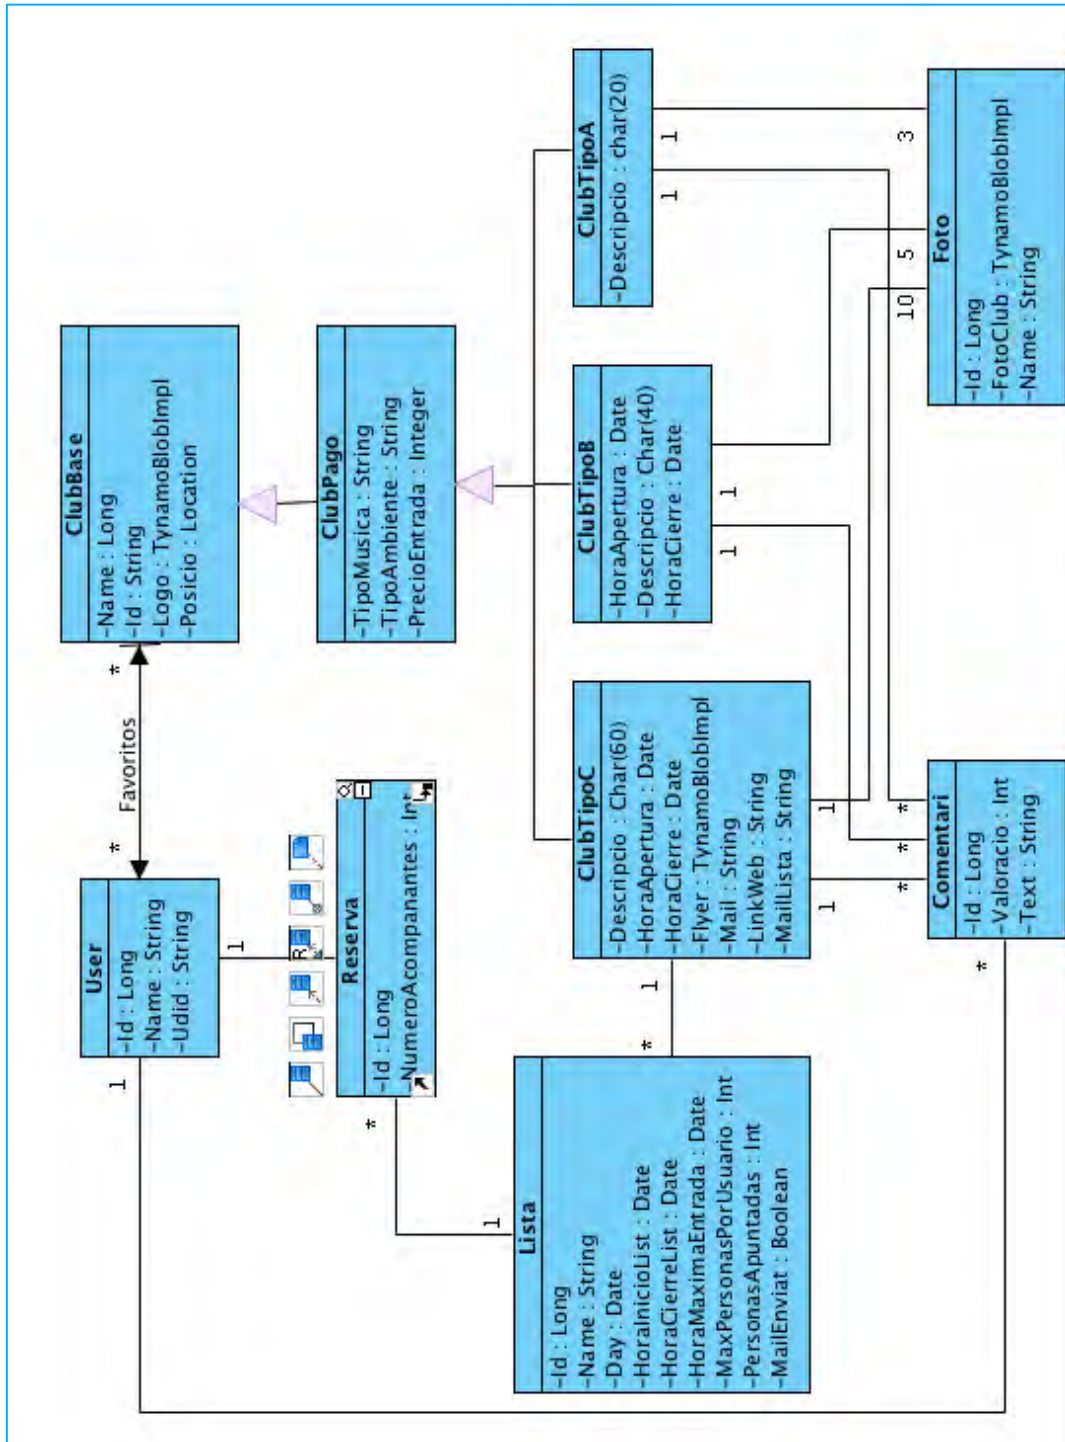 User
-Id : Long
-Name : String
-Udid : String
1
1
*
Favoritos
*
ClubBase
-Name : Long
-Id : String
-Logo : TynamoBlobImpl
-Posicio : Location
Reserva
-Id : Long
-NumeroAcompanantes : Int
R
*
ClubPago
-TipoMusica : String
-TipoAmbiente : String
-PrecioEntrada : Integer
1
Lista
-Id : Long
-Name : String
-Day : Date
-HoraInicioList : Date
-HoraCierreList : Date
-HoraMaximaEntrada : Date
-MaxPersonasPorUsuario : Int
-PersonasApuntadas : Int
-MailEnviat : Boolean
*
1
ClubTipoC
-Descripcio : Char(60)
-HoraApertura : Date
-HoraCierre : Date
-Flyer : TynamoBlobImpl
-Mail : String
-LinkWeb : String
-MailLista : String
1
1
ClubTipoB
-HoraApertura : Date
-Descripcio : Char(40)
-HoraCierre : Date
1
1
ClubTipoA
-Descripcio : char(20)
1
1
*
*
*
*
10
5
3
Comentari
-Id : Long
-Valoracio : Int
-Text : String
Foto
-Id : Long
-FotoClub : TynamoBlobImpl
-Name : String